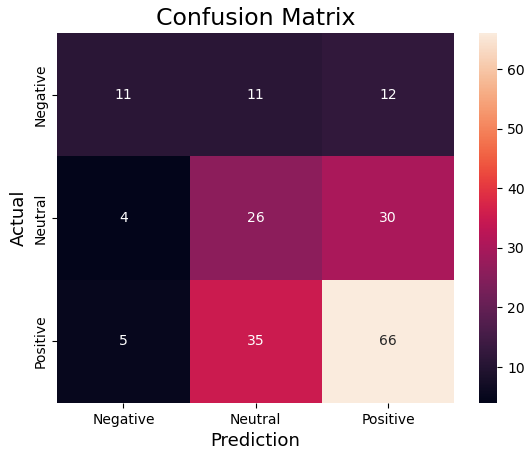 Confusion Matrix
Negative 11 11 12
Neutral 4 26 30
Positive 5 35 66
Actual
Negative Neutral Positive
Prediction
60
50
40
30
20
10